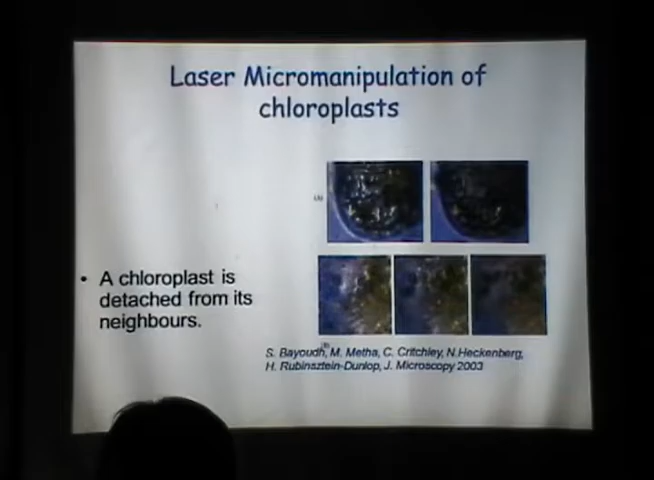 Laser Micromanipulation of
chloroplasts
• A chloroplast is
detached from its
neighbours.
S. Bayoudh, M. Metha, C. Critchley, N.Heckenberg,
H. Rubinsztein-Dunlop, J. Microscopy 2003